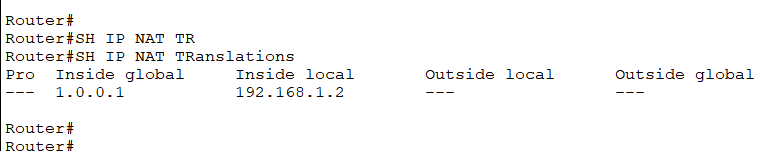 Router#
Router#SH IP NAT TR
Router#SH IP NAT TRanslations
Pro  Inside global     Inside local       Outside local      Outside global
---  1.0.0.1           192.168.1.2        ---                ---
Router#
Router#